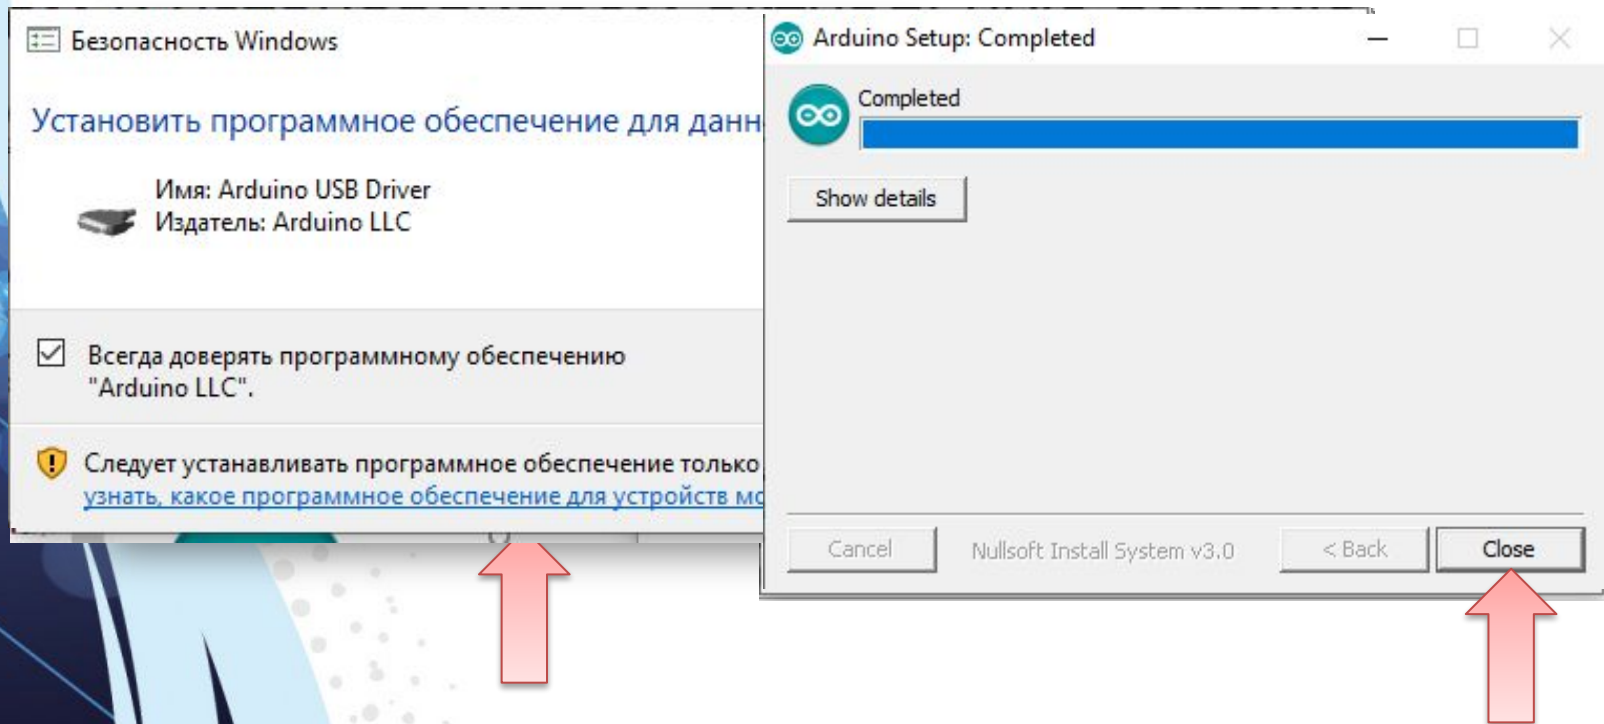 Безопасность Windows
Установить программное обеспечение для данн
Имя: Arduino USB Driver
Издатель: Arduino LLC
Всегда доверять программному обеспечению
"Arduino LLC".
Следует устанавливать программное обеспечение только
узнать, какое программное обеспечение для устройств мо
Arduino Setup: Completed
Completed
Show details
Cancel
Nullsoft Install System v3.0
< Back
Close